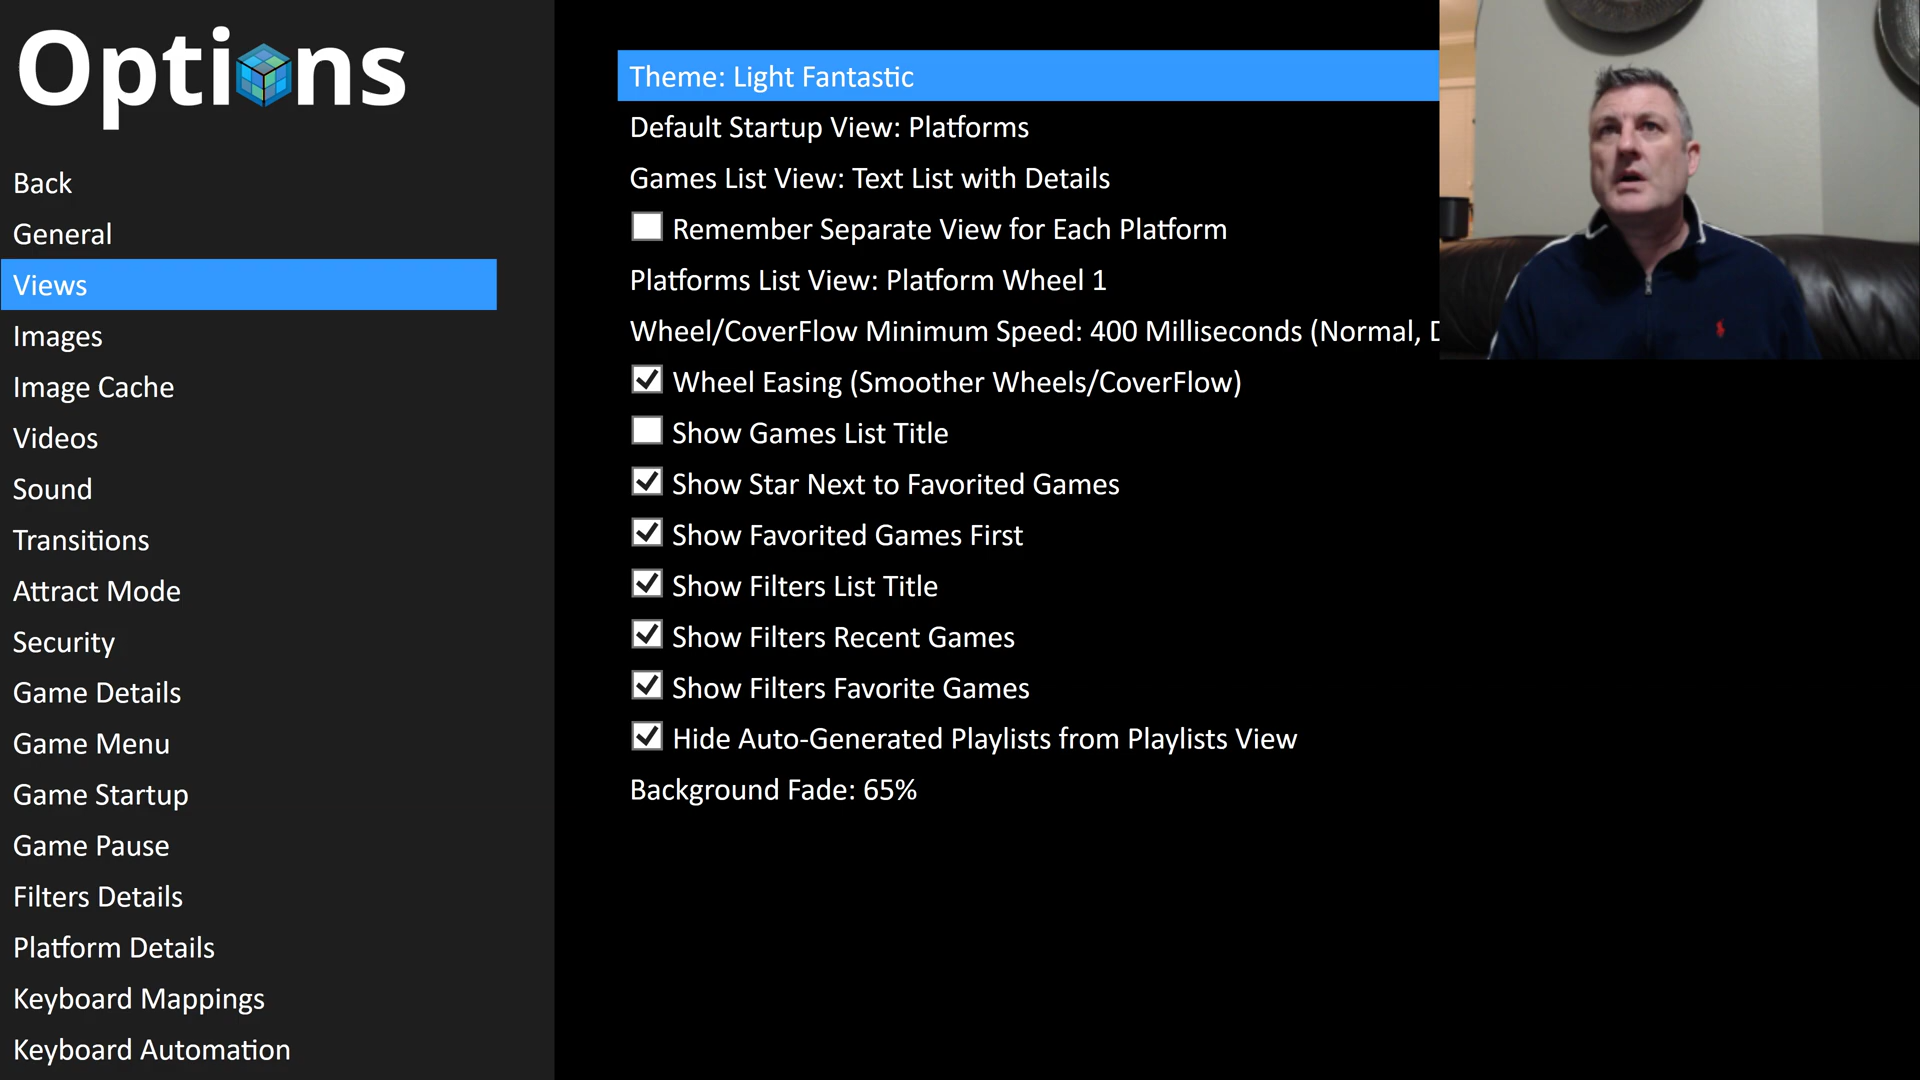 Options
Back
General
Views
Images
Image Cache
Videos
Sound
Transitions
Attract Mode
Security
Game Details
Game Menu
Game Startup
Game Pause
Filters Details
Platform Details
Keyboard Mappings
Keyboard Automation
Theme: Light Fantastic
Default Startup View: Platforms
Games List View: Text List with Details
Remember Separate View for Each Platform
Platforms List View: Platform Wheel 1
Wheel/CoverFlow Minimum Speed: 400 Milliseconds (Normal,
Wheel Easing (Smoother Wheels/CoverFlow)
Show Games List Title
Show Star Next to Favorited Games
Show Favorited Games First
Show Filters List Title
Show Filters Recent Games
Show Filters Favorite Games
Hide Auto-Generated Playlists from Playlists View
Background Fade: 65%